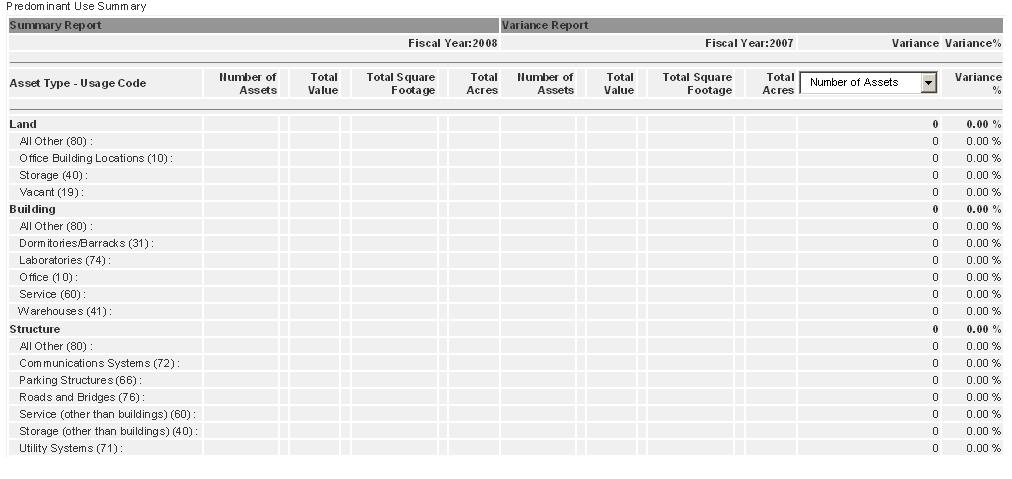 Predominant Use Summary
Summary Report Variance Report
Fiscal Year:2008 Fiscal Year:2007 Variance Variance%
Asset Type - Usage Code Number of Assets Total Value Total Square Footage Total Acres Number of Assets Total Value Total Square Footage Total Acres Number of Assets Variance %
Land 0 0.00 %
All Other (80) : 0 0.00 %
Office Building Locations (10) : 0 0.00 %
Storage (40) : 0 0.00 %
Vacant (19) : 0 0.00 %
Building 0 0.00 %
All Other (80) : 0 0.00 %
Dormitories/Barracks (31) : 0 0.00 %
Laboratories (74) : 0 0.00 %
Office (10) : 0 0.00 %
Service (60) : 0 0.00 %
Warehouses (41) : 0 0.00 %
Structure 0 0.00 %
All Other (80) : 0 0.00 %
Communications Systems (72) : 0 0.00 %
Parking Structures (66) : 0 0.00 %
Roads and Bridges (76) : 0 0.00 %
Service (other than buildings) (60) : 0 0.00 %
Storage (other than buildings) (40) : 0 0.00 %
Utility Systems (71) : 0 0.00 %